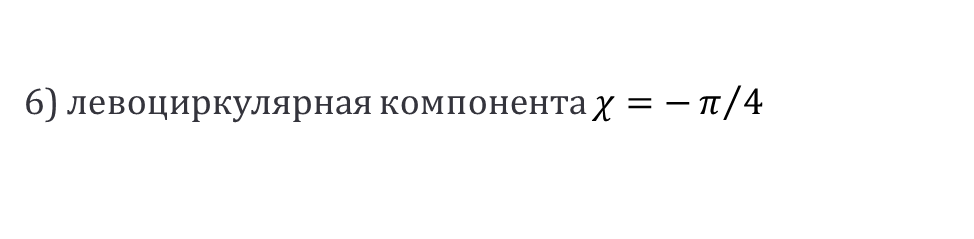 6) левоциркулярная компонента χ = − π/4